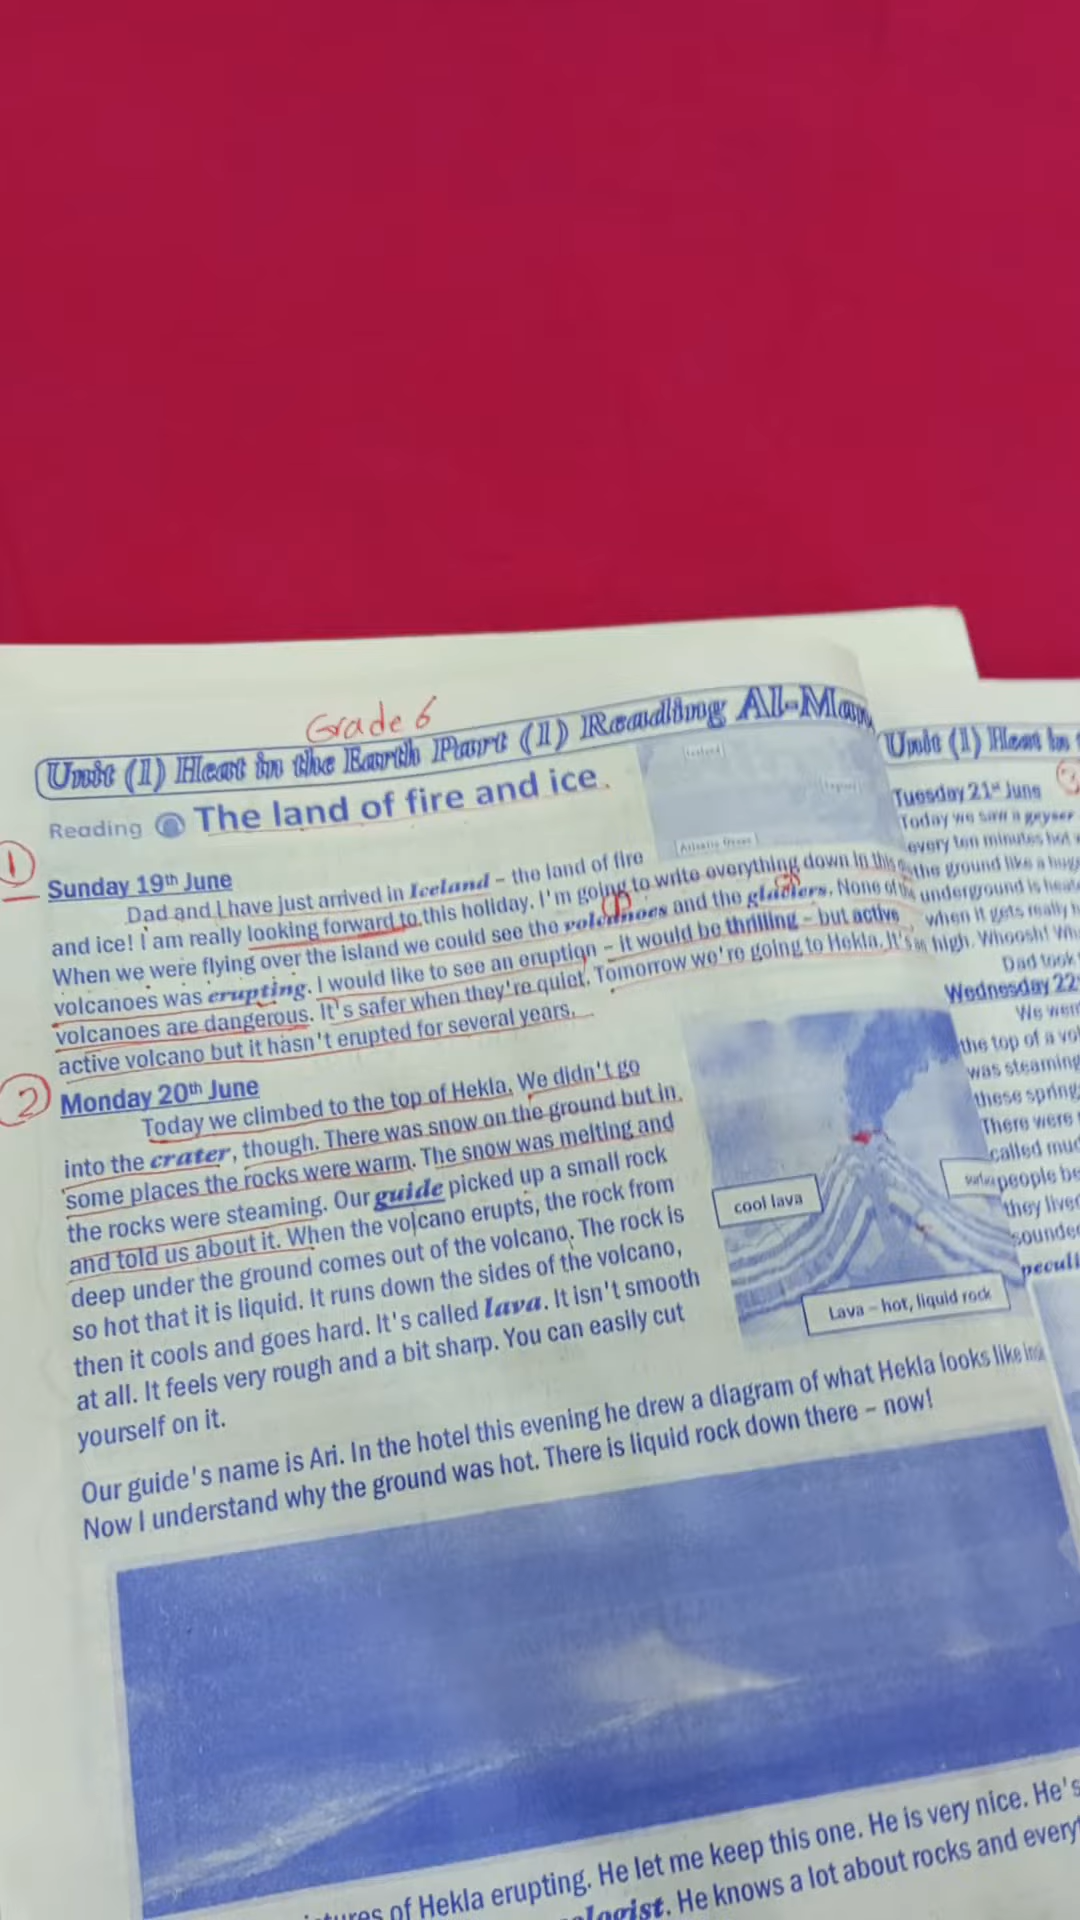 Grade 6
Unit (1) Heat in the Earth Part (1) Reading Al-Man
Reading The land of fire and ice
Iceland
Atlantic Ocean
1
Sunday 19th June
Dad and I have just arrived in Iceland – the land of fire
and ice! I am really looking forward to this holiday. I'm going to write everything down in this
When we were flying over the island we could see the volcanoes and the glaciers. None of the
volcanoes was erupting. I would like to see an eruption – it would be thrilling – but active
volcanoes are dangerous. It's safer when they're quiet. Tomorrow we're going to Hekla. It's an
active volcano but it hasn't erupted for several years.
2
Monday 20th June
Today we climbed to the top of Hekla. We didn't go
into the crater, though. There was snow on the ground but in
some places the rocks were warm. The snow was melting and
the rocks were steaming. Our guide picked up a small rock
and told us about it. When the volcano erupts, the rock from
deep under the ground comes out of the volcano. The rock is
so hot that it is liquid. It runs down the sides of the volcano,
then it cools and goes hard. It's called lava. It isn't smooth
at all. It feels very rough and a bit sharp. You can easily cut
yourself on it.
cool lava
Lava – hot, liquid rock
Our guide's name is Ari. In the hotel this evening he drew a diagram of what Hekla looks like
Now I understand why the ground was hot. There is liquid rock down there – now!
of Hekla erupting. He let me keep this one. He is very nice. He's
ologist. He knows a lot about rocks and every
Unit (1) Heat in
3
Tuesday 21st June
Today we saw a geyser
every ten minutes hot
the ground like a huge
underground is heate
when it gets really h
high. Whoosh! Wh
Dad took
Wednesday 22
We wen
the top of a vol
was steaming
these spring
There were
called mud
people be
they lived
sounde
peculi